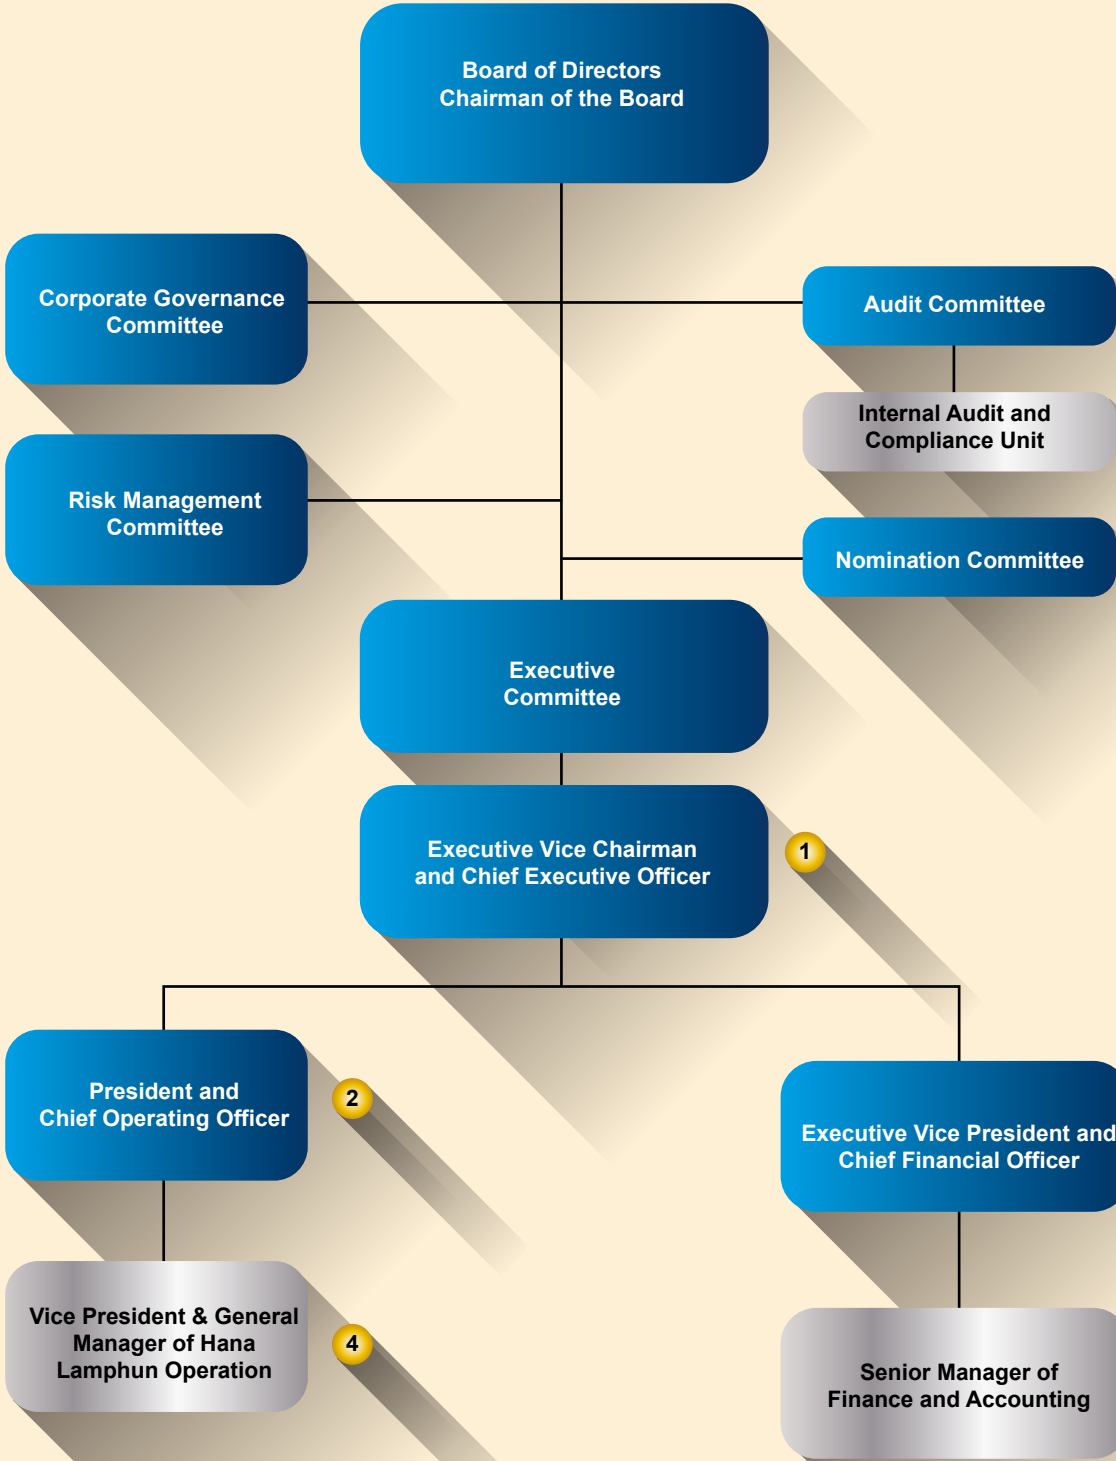 Board of Directors
Chairman of the Board
Corporate Governance
Committee
Audit Committee
Internal Audit and
Compliance Unit
Risk Management
Committee
Nomination Committee
Executive
Committee
Executive Vice Chairman
and Chief Executive Officer
1
President and
Chief Operating Officer
2
Executive Vice President and
Chief Financial Officer
Vice President & General
Manager of Hana
Lamphun Operation
4
Senior Manager of
Finance and Accounting